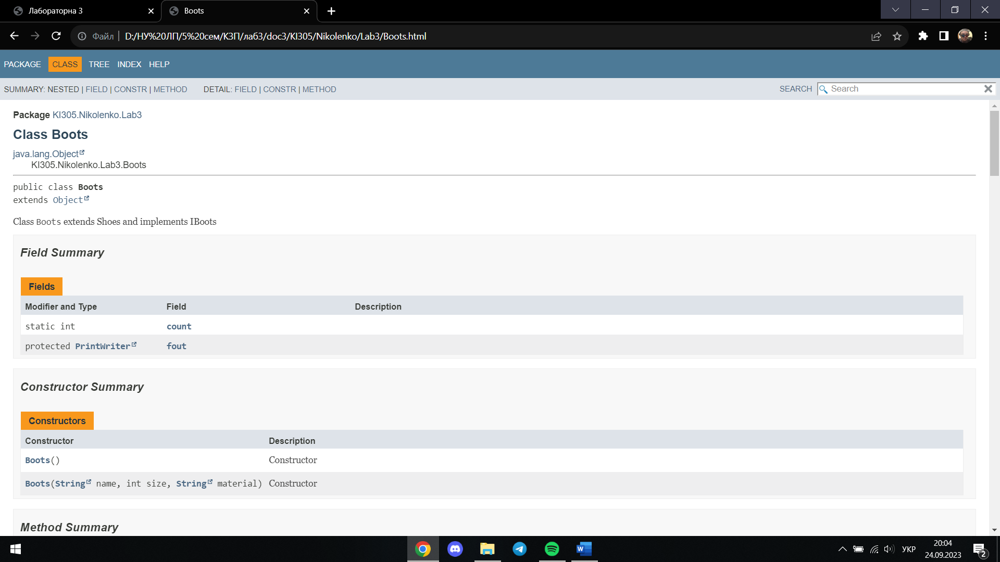 Лабораторна 3
Boots
Файл | D:/НУ%20ЛП/5%20сем/КЗП/лаб3/doc3/KI305/Nikolenko/Lab3/Boots.html
PACKAGE CLASS TREE INDEX HELP
SUMMARY: NESTED | FIELD | CONSTR | METHOD DETAIL: FIELD | CONSTR | METHOD SEARCH Search
Package KI305.Nikolenko.Lab3
Class Boots
java.lang.Object
KI305.Nikolenko.Lab3.Boots
public class Boots
extends Object
Class Boots extends Shoes and implements IBoots
Field Summary
Fields
Modifier and Type Field Description
static int count
protected PrintWriter fout
Constructor Summary
Constructors
Constructor Description
Boots() Constructor
Boots(String name, int size, String material) Constructor
Method Summary
УКР
20:04
24.09.2023
2